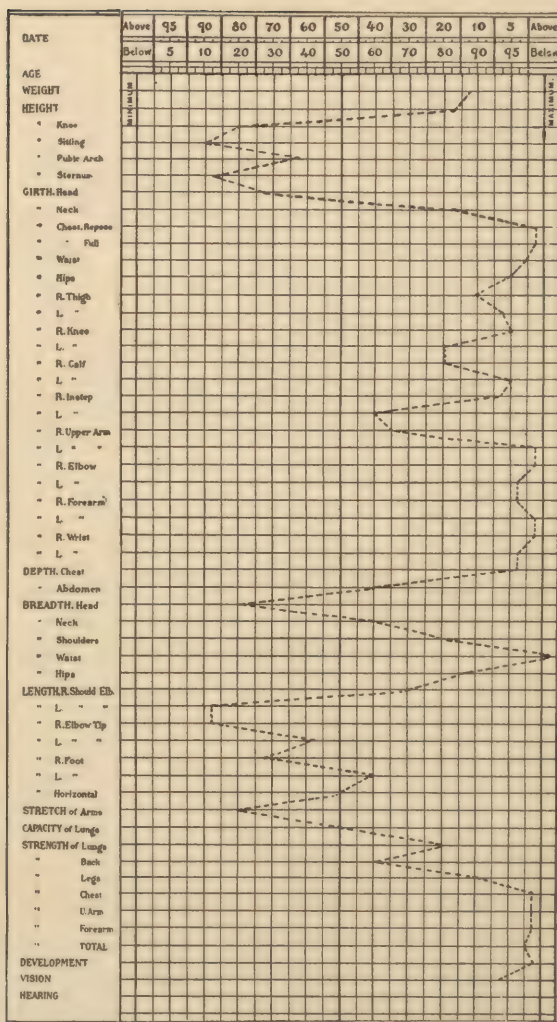 DATE
Above 95 90 80 70 60 50 40 30 20 10 5 Above
Below 5 10 20 30 40 50 60 70 80 90 95 Below
MINIMUM
MAXIMUM.
AGE
WEIGHT
HEIGHT
" Knee
" Sitting
" Pubic Arch
" Sternum
GIRTH. Head
" Neck
" Chest. Repose
" " Full
" Waist
" Hips
" R. Thigh
" L "
" R. Knee
" L. "
" R. Calf
" L "
" R. Instep
" L "
" R. Upper Arm
" L " "
" R. Elbow
" L "
" R. Forearm
" L "
" R. Wrist
" L "
DEPTH. Chest
" Abdomen
BREADTH. Head
" Neck
" Shoulders
" Waist
" Hips
LENGTH. R. Should Elb.
" L " "
" R. Elbow Tip
" L " "
" R. Foot
" L "
" Horizontal
STRETCH of Arms
CAPACITY of Lungs
STRENGTH of Lungs
" Back
" Legs
" Chest
" U. Arm
" Forearm
" TOTAL
DEVELOPMENT
VISION
HEARING